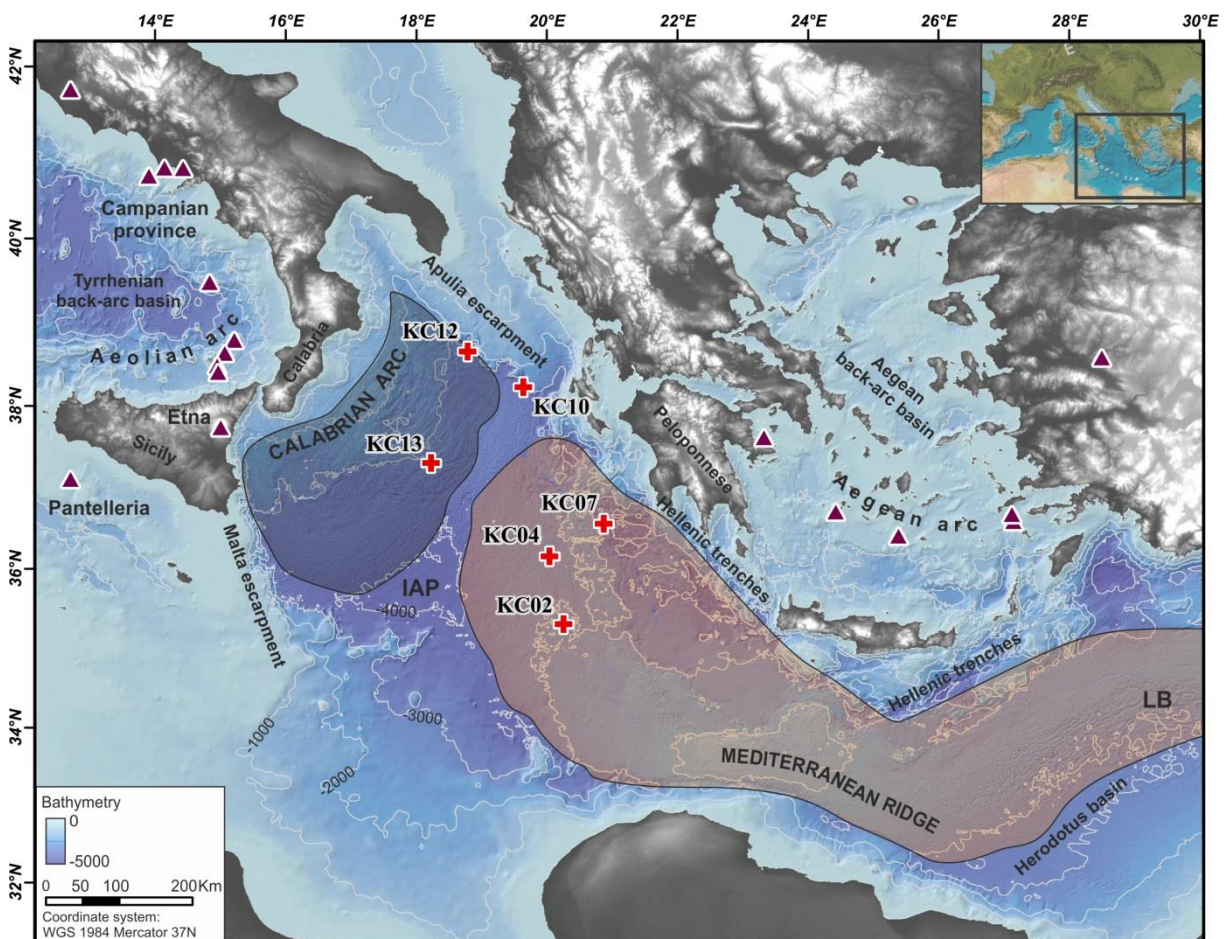 14°E 16°E 18°E 20°E 22°E 24°E 26°E 28°E 30°E
42°N
40°N
38°N
36°N
34°N
32°N
E
Campanian
province
Tyrrhenian
back-arc basin
Aeolian arc
Calabria
Etna
Sicily
Pantelleria
Malta escarpment
Apulia escarpment
CALABRIAN ARC
KC12
KC10
KC13
KC07
KC04
KC02
IAP
-4000
-3000
-2000
-1000
Peloponnese
Hellenic trenches
Aegean
back-arc basin
Aegean arc
Hellenic trenches
LB
MEDITERRANEAN RIDGE
Herodotus basin
Bathymetry
0
-5000
0 50 100 200 Km
Coordinate system:
WGS 1984 Mercator 37N